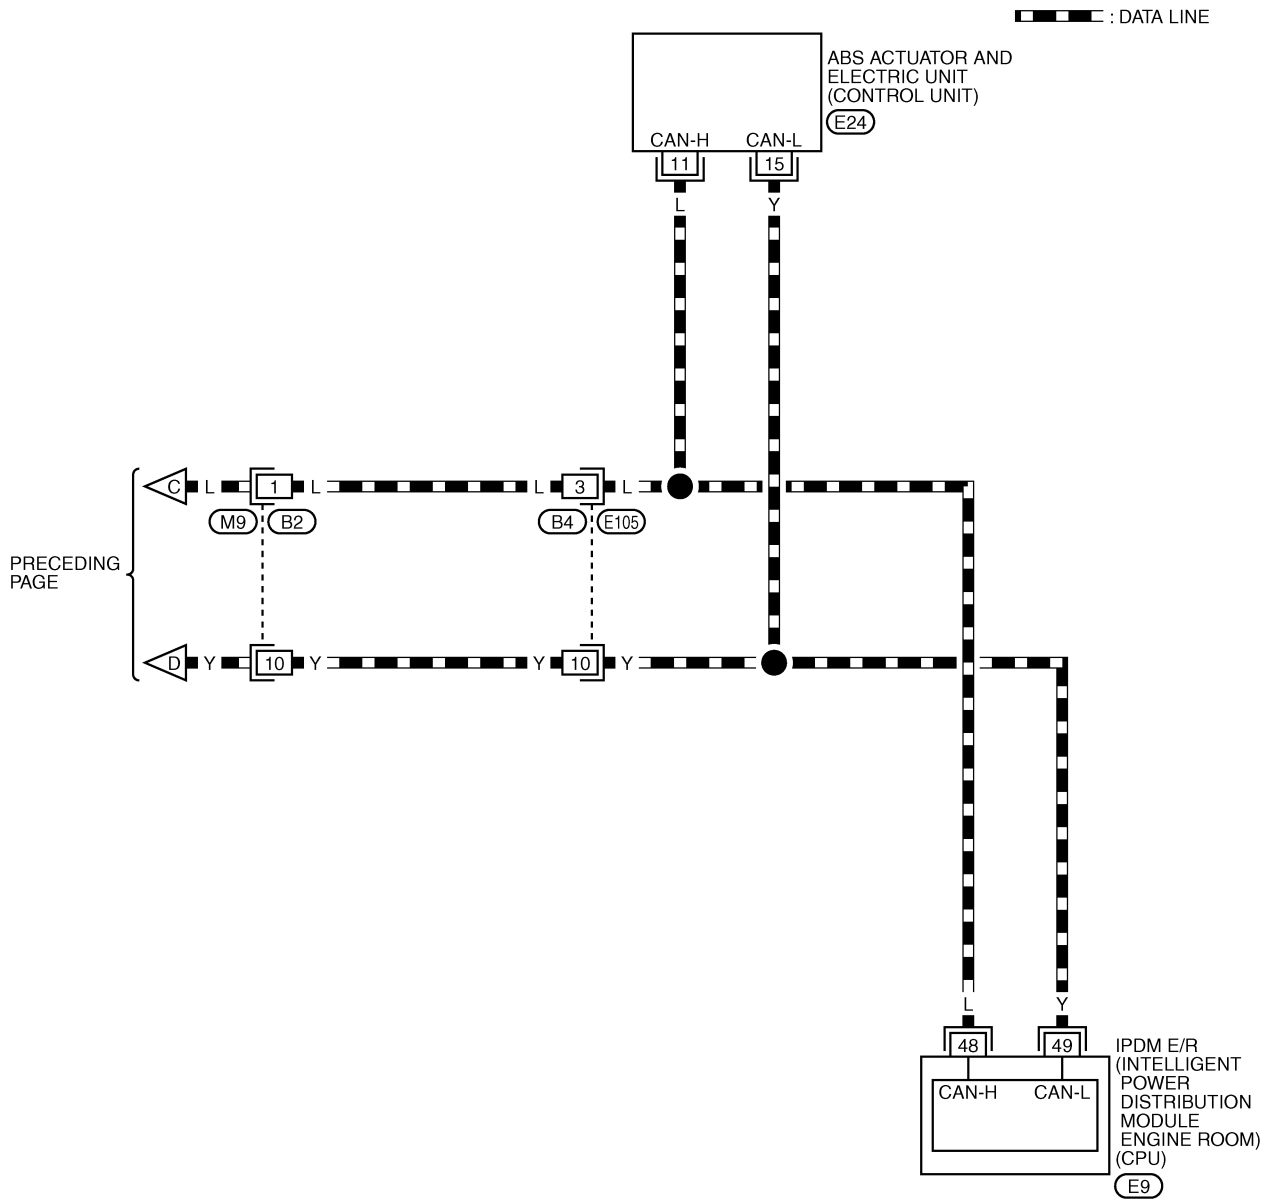 : DATA LINE
ABS ACTUATOR AND
ELECTRIC UNIT
(CONTROL UNIT)
E24
CAN-H CAN-L
11 15
L Y
C L 1 L L 3 L
M9 B2 B4 E105
PRECEDING
PAGE
D Y 10 Y Y 10 Y
L Y
48 49
CAN-H CAN-L
IPDM E/R
(INTELLIGENT
POWER
DISTRIBUTION
MODULE
ENGINE ROOM)
(CPU)
E9